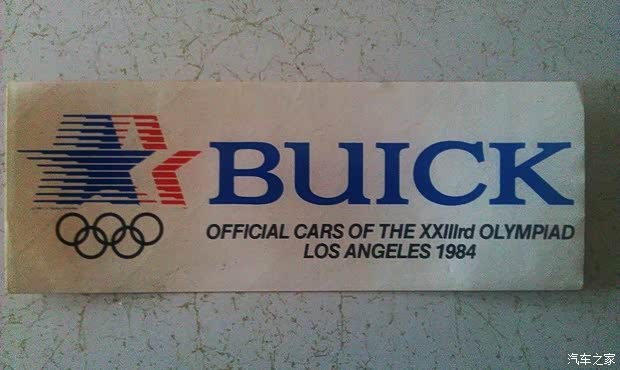 BUICK
OFFICIAL CARS OF THE XXIIIrd OLYMPIAD
LOS ANGELES 1984
汽车之家